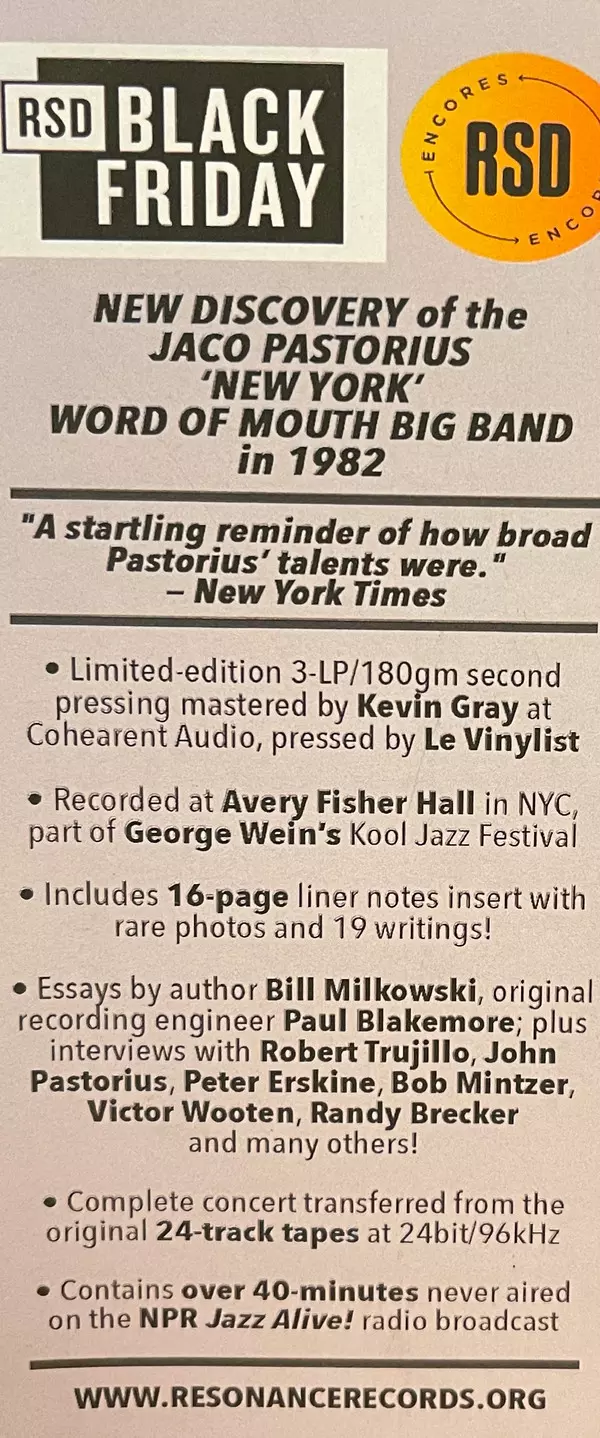 RSD BLACK
FRIDAY
ENCORES
RSD
NEW DISCOVERY of the
JACO PASTORIUS
‘NEW YORK‘
WORD OF MOUTH BIG BAND
in 1982
"A startling reminder of how broad
Pastorius’ talents were."
– New York Times
• Limited-edition 3-LP/180gm second
pressing mastered by Kevin Gray at
Cohearent Audio, pressed by Le Vinylist
• Recorded at Avery Fisher Hall in NYC,
part of George Wein’s Kool Jazz Festival
• Includes 16-page liner notes insert with
rare photos and 19 writings!
• Essays by author Bill Milkowski, original
recording engineer Paul Blakemore; plus
interviews with Robert Trujillo, John
Pastorius, Peter Erskine, Bob Mintzer,
Victor Wooten, Randy Brecker
and many others!
• Complete concert transferred from the
original 24-track tapes at 24bit/96kHz
• Contains over 40-minutes never aired
on the NPR Jazz Alive! radio broadcast
WWW.RESONANCERECORDS.ORG